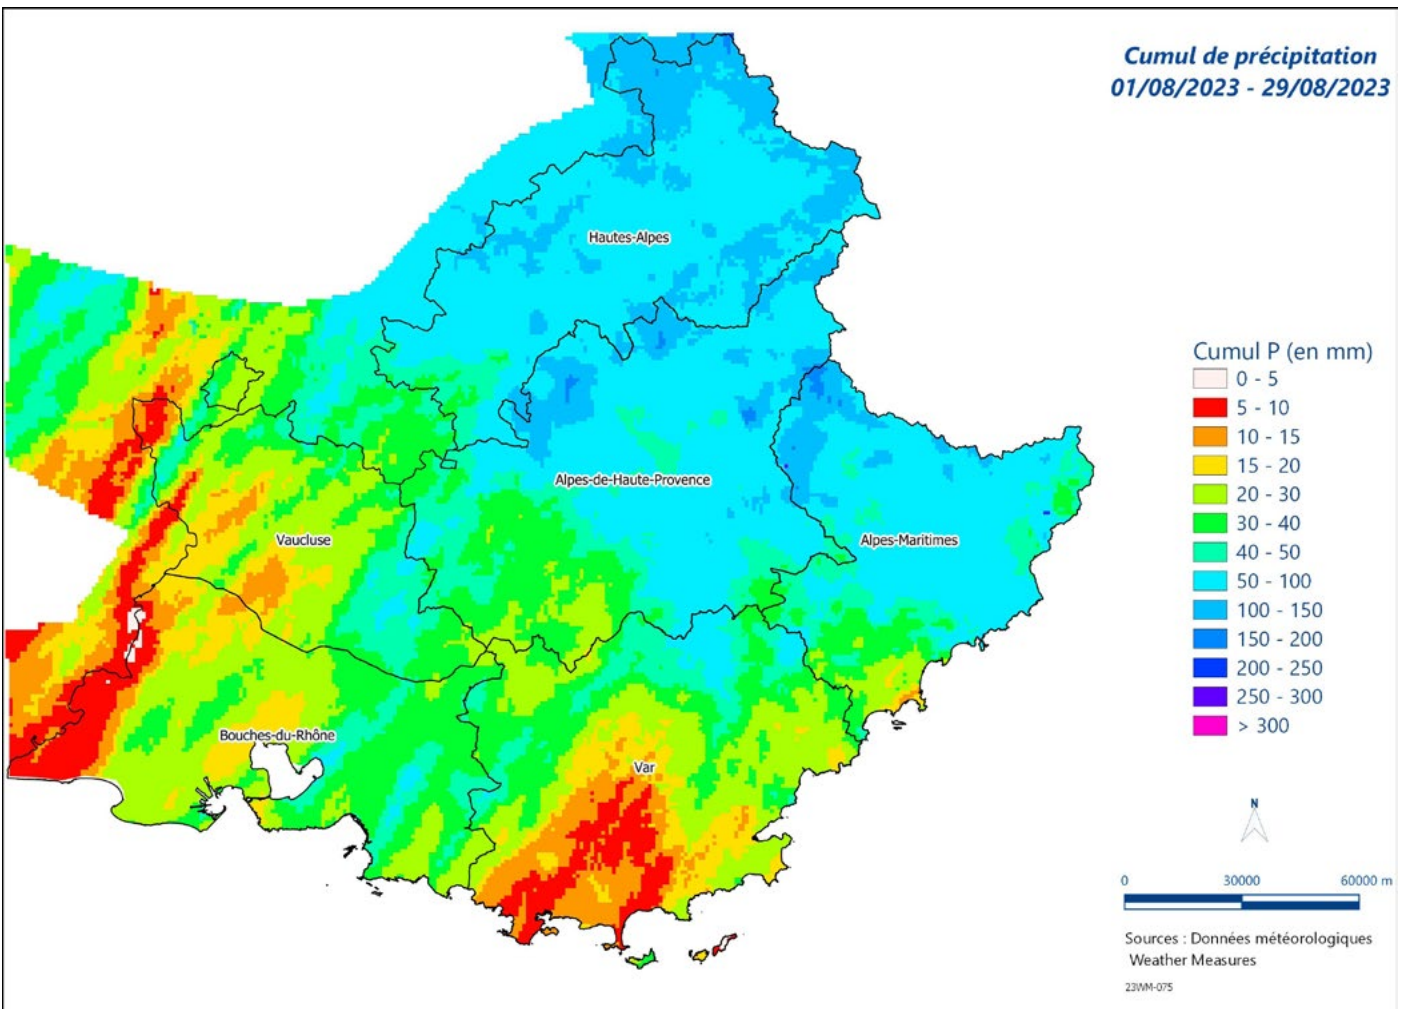 Cumul de précipitation
01/08/2023 - 29/08/2023
Hautes-Alpes
Alpes-de-Haute-Provence
Vaucluse
Alpes-Maritimes
Bouches-du-Rhône
Var
Cumul P (en mm)
0 - 5
5 - 10
10 - 15
15 - 20
20 - 30
30 - 40
40 - 50
50 - 100
100 - 150
150 - 200
200 - 250
250 - 300
> 300
N
0 30000 60000 m
Sources : Données météorologiques
Weather Measures
23WM-075